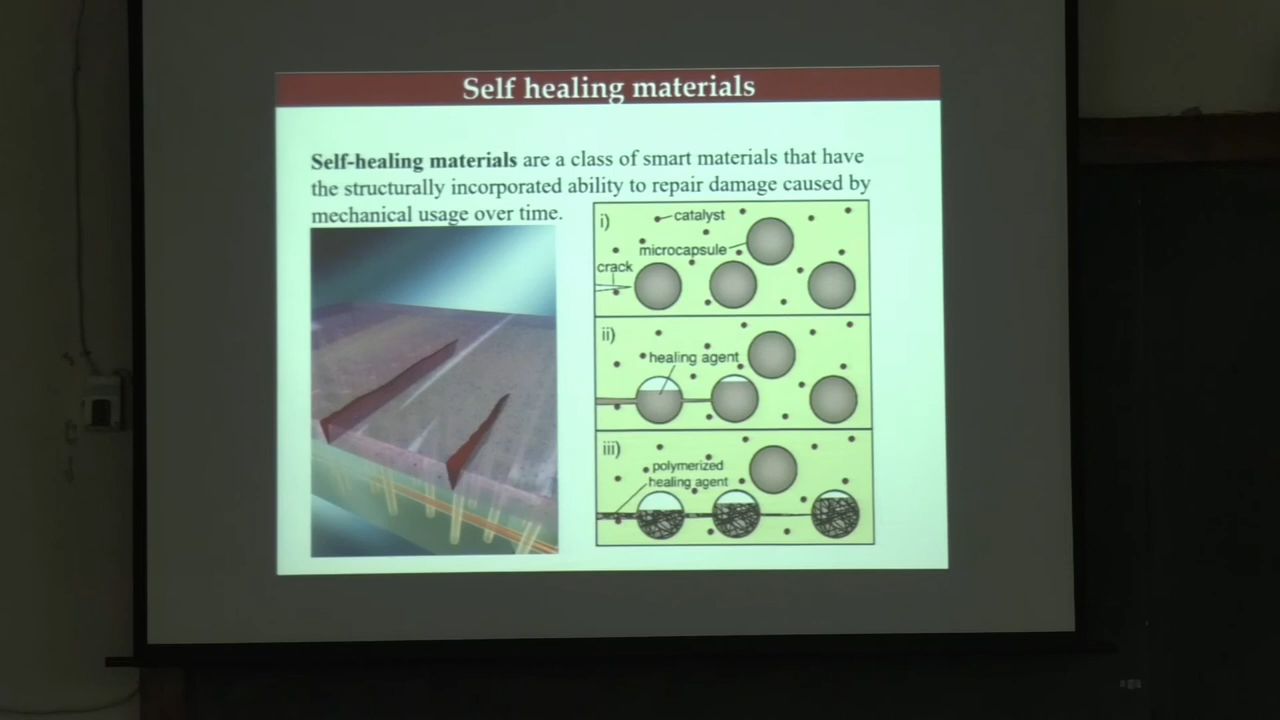 Self healing materials
Self-healing materials are a class of smart materials that have
the structurally incorporated ability to repair damage caused by
mechanical usage over time.
i)
catalyst
microcapsule
crack
ii)
healing agent
iii)
polymerized
healing agent